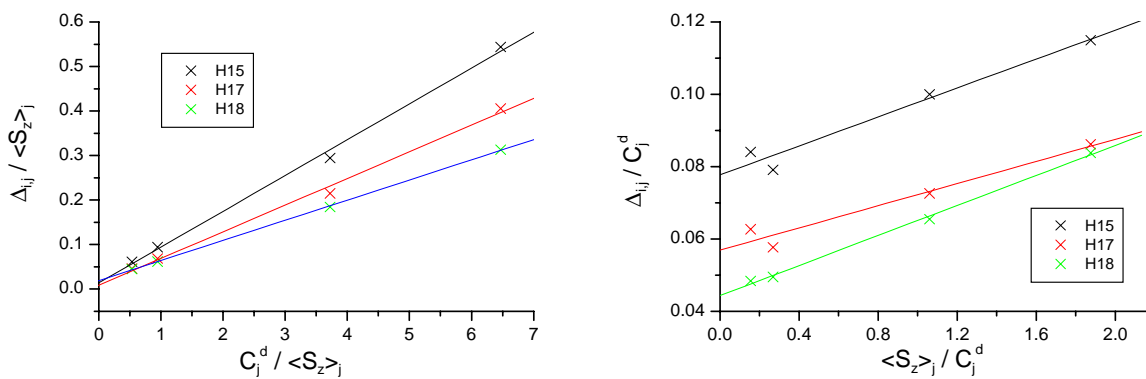 0.6
0.5
0.4
0.3
0.2
0.1
0.0
Δi,j / <Sz>j
H15
H17
H18
0 1 2 3 4 5 6 7
Cjd / <Sz>j
0.12
0.10
0.08
0.06
0.04
Δi,j / Cjd
H15
H17
H18
0.0 0.4 0.8 1.2 1.6 2.0
<Sz>j / Cjd